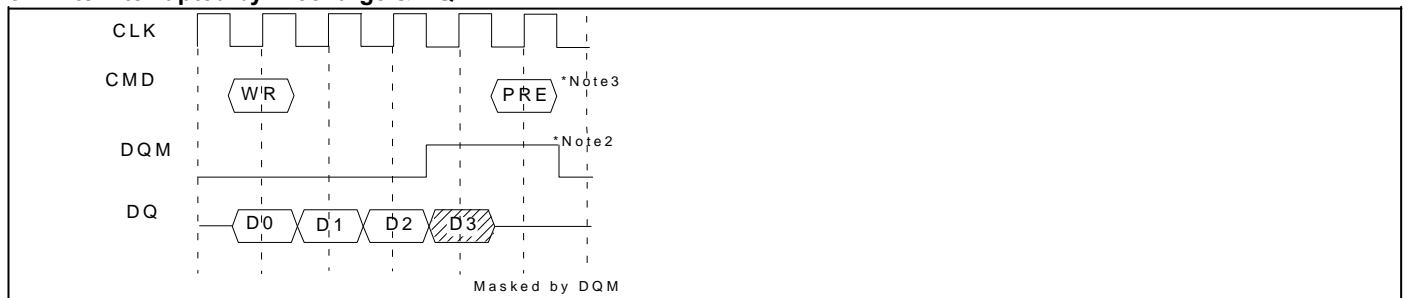 CLK
CMD
WR
PRE
*Note3
DQM
*Note2
DQ
D0 D1 D2 D3
Masked by DQM